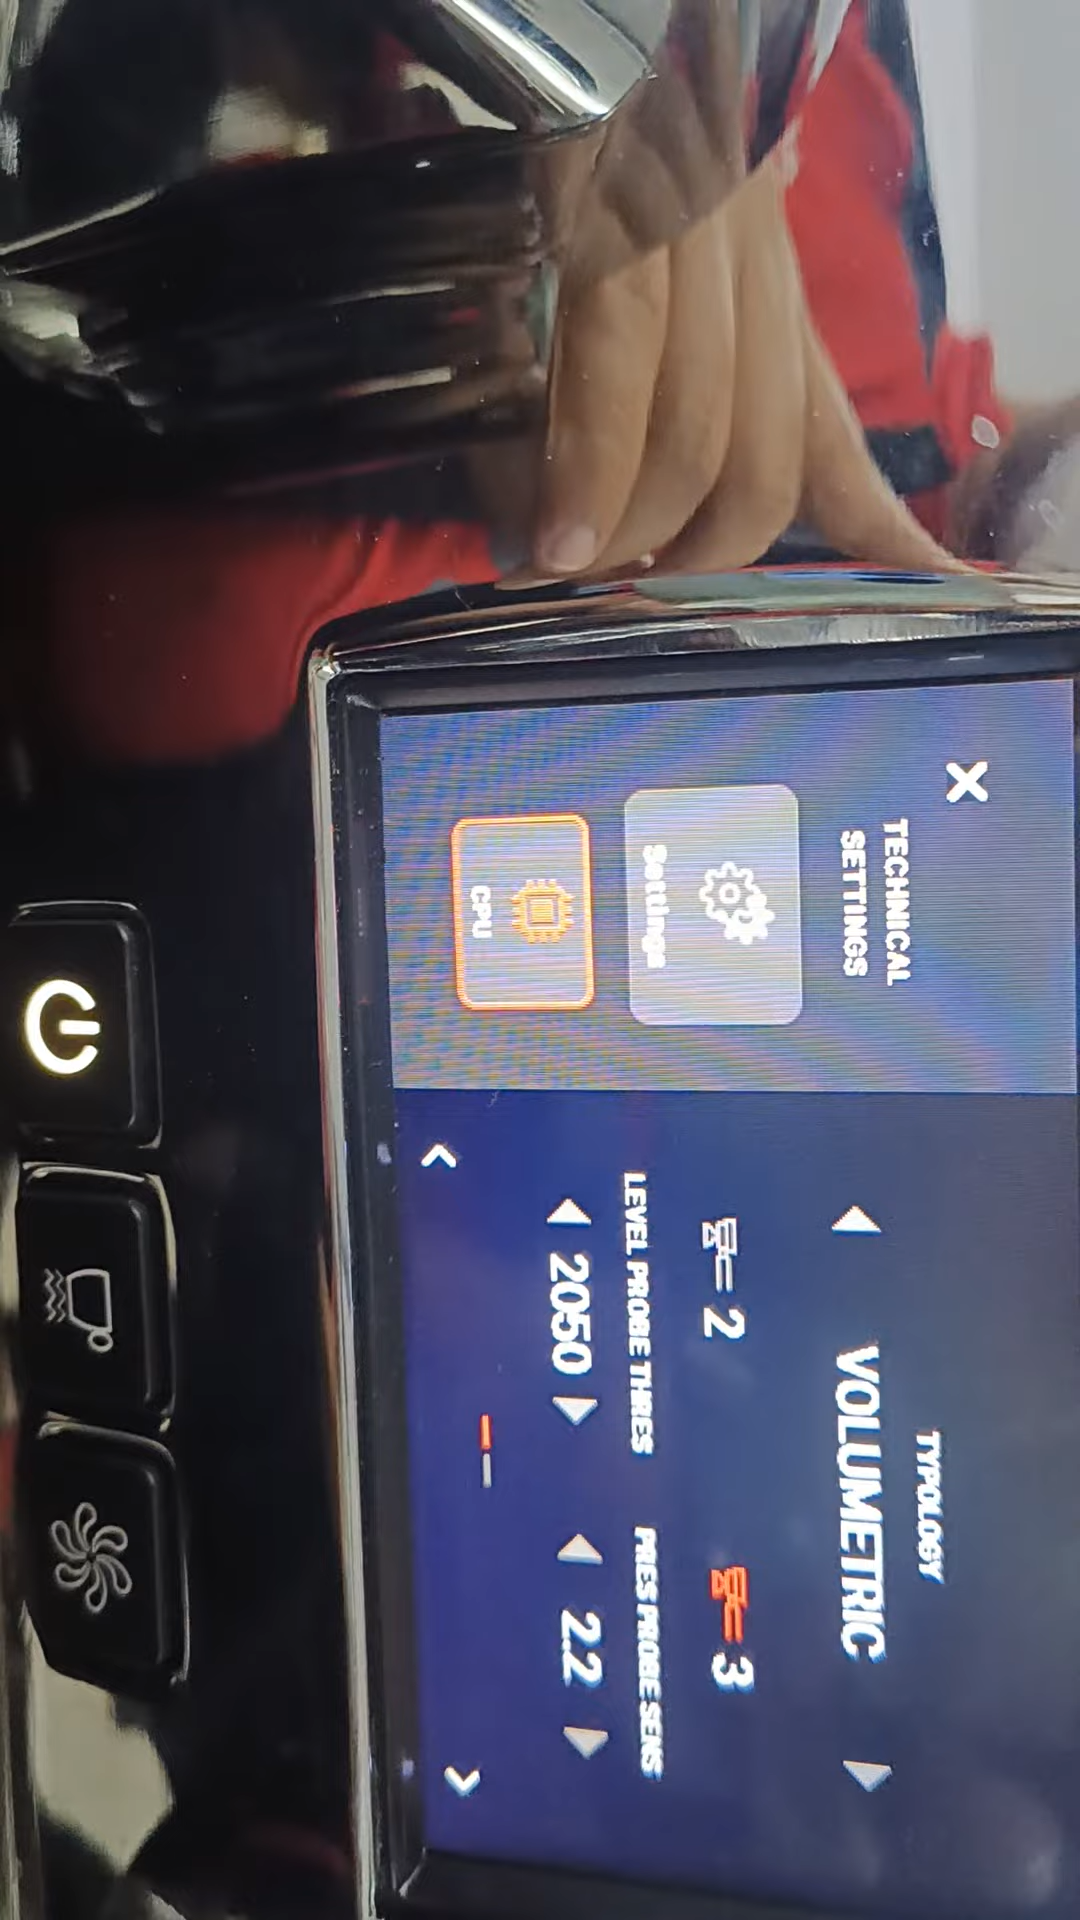 TECHNICAL
SETTINGS
Settings
CPU
TYPOLOGY
VOLUMETRIC
2
3
LEVEL PROBE THRES
PRES PROBE SENS
2050
2.2